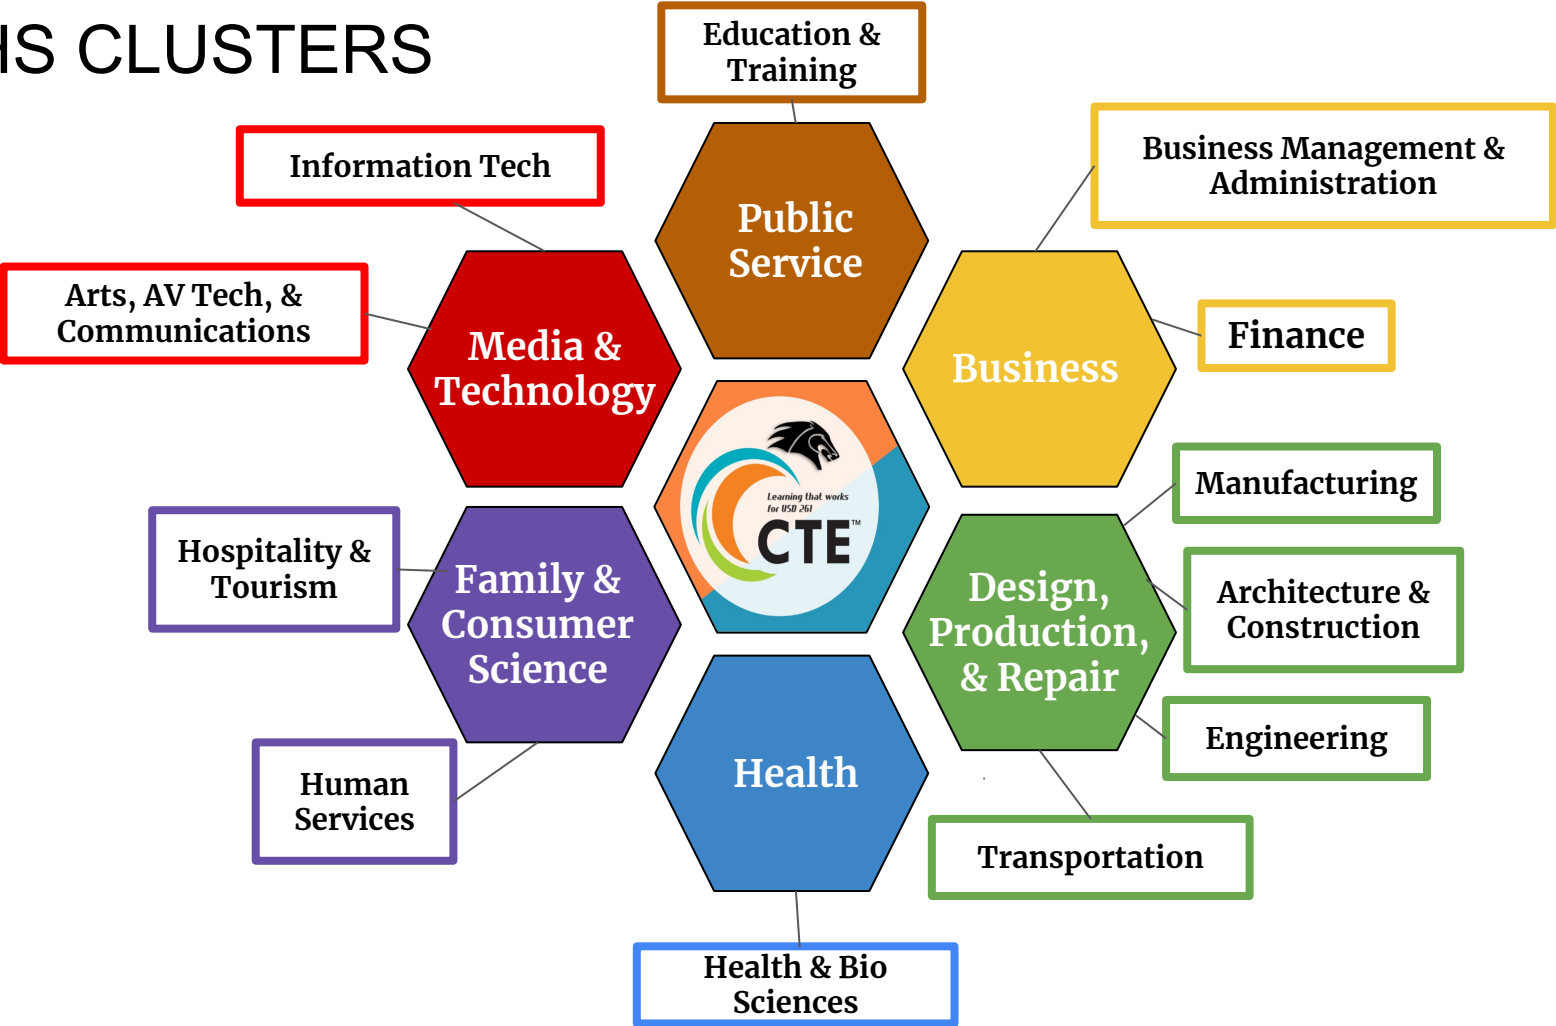 HS CLUSTERS
Education &
Training
Information Tech
Business Management &
Administration
Public
Service
Arts, AV Tech, &
Communications
Media &
Technology
Business
Finance
Learning that works
for USD 261
CTE™
Manufacturing
Hospitality &
Tourism
Family &
Consumer
Science
Design,
Production,
& Repair
Architecture &
Construction
Engineering
Human
Services
Health
Transportation
Health & Bio
Sciences